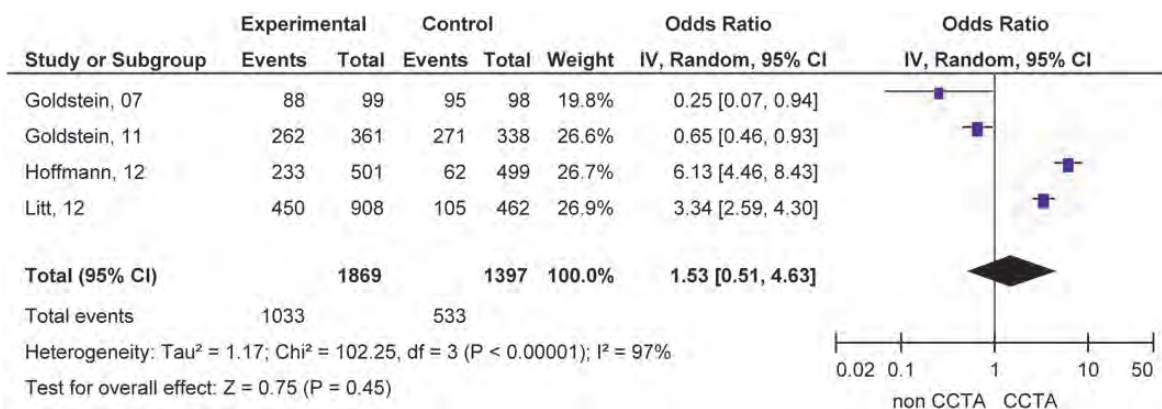 Experimental Control Odds Ratio Odds Ratio
Study or Subgroup Events Total Events Total Weight IV, Random, 95% CI IV, Random, 95% CI
Goldstein, 07 88 99 95 98 19.8% 0.25 [0.07, 0.94]
Goldstein, 11 262 361 271 338 26.6% 0.65 [0.46, 0.93]
Hoffmann, 12 233 501 62 499 26.7% 6.13 [4.46, 8.43]
Litt, 12 450 908 105 462 26.9% 3.34 [2.59, 4.30]
Total (95% CI) 1869 1397 100.0% 1.53 [0.51, 4.63]
Total events 1033 533
Heterogeneity: Tau² = 1.17; Chi² = 102.25, df = 3 (P < 0.00001); I² = 97%
Test for overall effect: Z = 0.75 (P = 0.45)
0.02 0.1 1 10 50
non CCTA CCTA